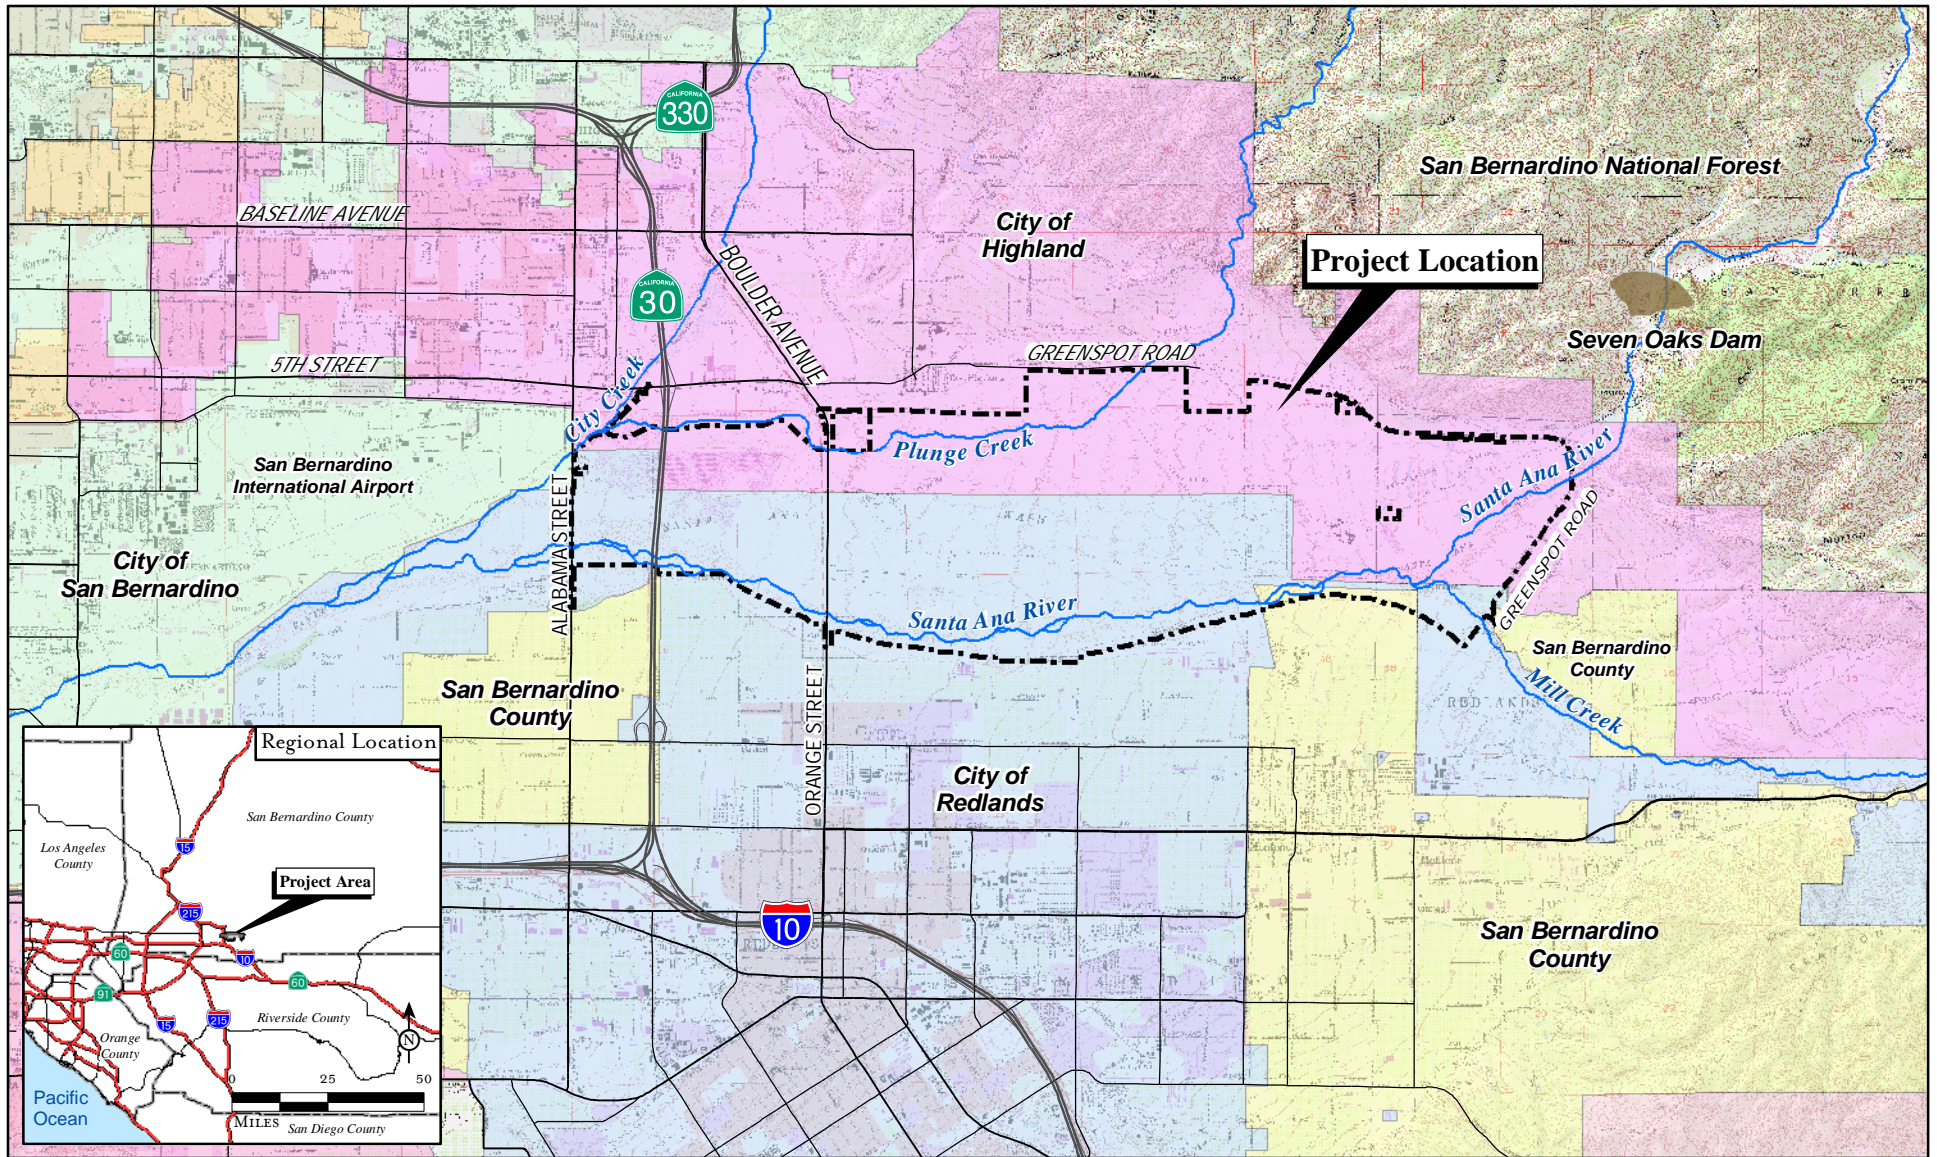 CALIFORNIA
330
San Bernardino National Forest
BASELINE AVENUE
City of
Highland
Project Location
BOULDER AVENUE
CALIFORNIA
30
Seven Oaks Dam
5TH STREET
GREENSPOT ROAD
City Creek
Plunge Creek
Santa Ana River
San Bernardino
International Airport
ALABAMA STREET
GREENSPOT ROAD
City of
San Bernardino
Santa Ana River
San Bernardino
County
Mill Creek
REDLANDS
San Bernardino
County
ORANGE STREET
City of
Redlands
10
San Bernardino
County
Regional Location
San Bernardino County
Los Angeles
County
15
Project Area
215
60
10
60
91
15
215
Riverside County
Orange
County
N
0 25 50
MILES
San Diego County
Pacific
Ocean